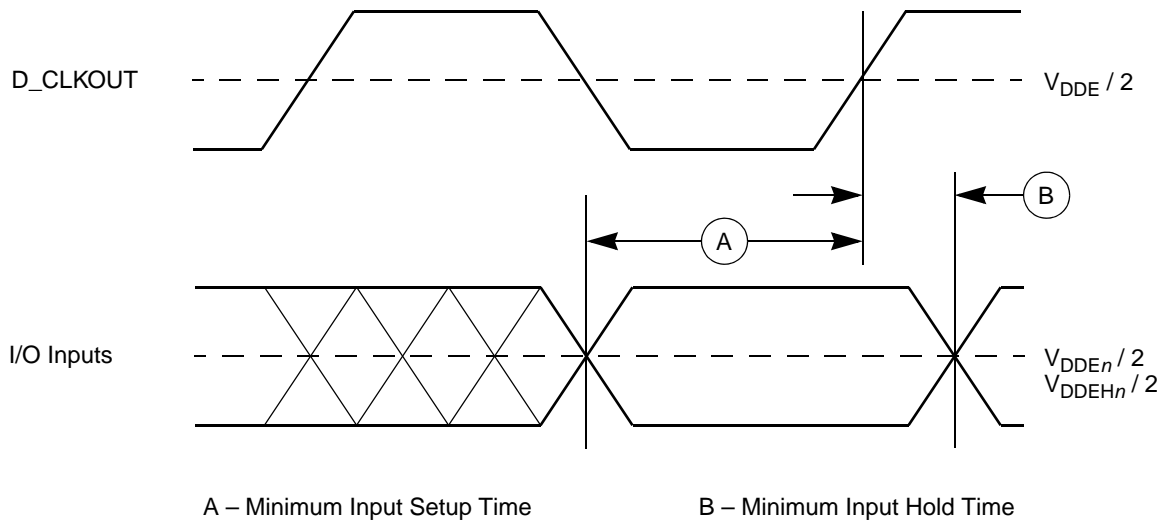 D_CLKOUT
VDDE / 2
B
A
I/O Inputs
VDDEn / 2
VDDEHn / 2
A – Minimum Input Setup Time
B – Minimum Input Hold Time